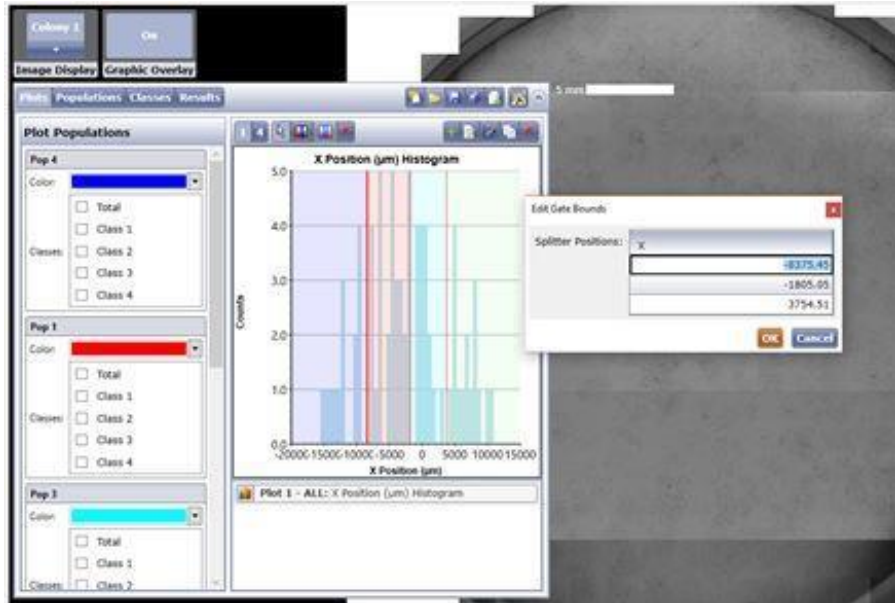 Colony 1
On
Image Display Graphic Overlay
Plots Populations Classes Results
5 mm
Plot Populations
Pop 4
Color:
Total
Class 1
Classes: Class 2
Class 3
Class 4
Pop 1
Color:
Total
Class 1
Classes: Class 2
Class 3
Class 4
Pop 3
Color:
Total
Class 1
Classes: Class 2
1 4
X Position (µm) Histogram
5.0
4.0
3.0
2.0
1.0
0.0
Counts
-20000 -15000 -10000 -5000 0 5000 10000 15000
X Position (µm)
Plot 1 - ALL: X Position (µm) Histogram
Edit Gate Bounds
x
Splitter Positions: X
-8375.45
-1805.05
3754.51
OK Cancel